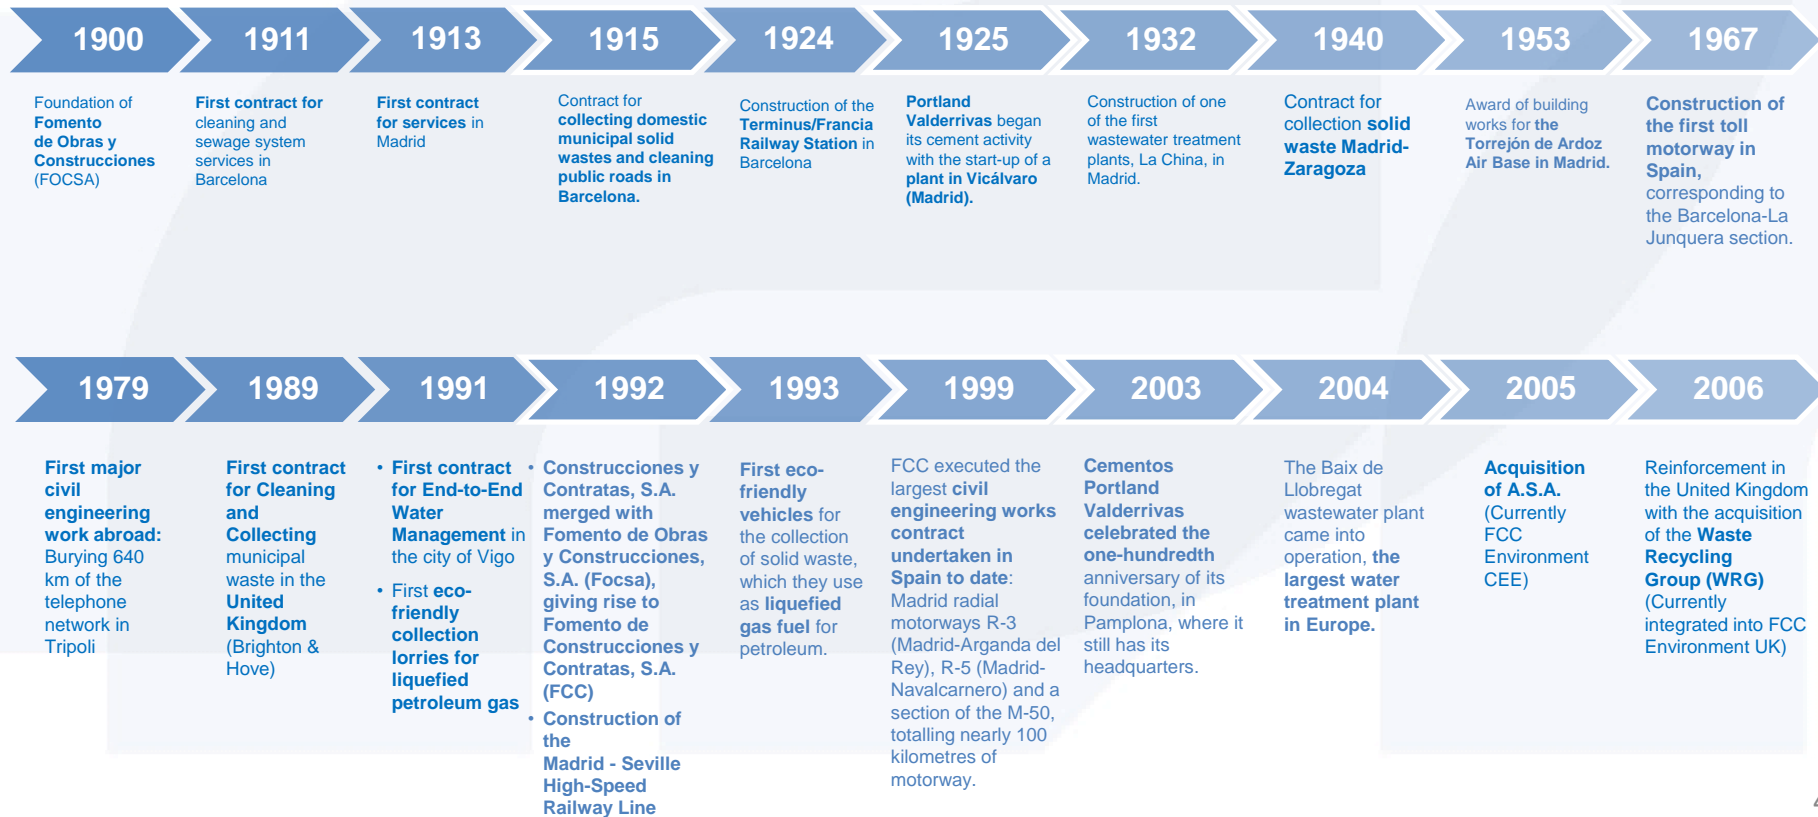 1900
1911
1913
1915
1924
1925
1932
1940
1953
1967
Foundation of
Fomento
de Obras y
Construcciones
(FOCSA)
First contract for
cleaning and
sewage system
services in
Barcelona
First contract
for services in
Madrid
Contract for
collecting domestic
municipal solid
wastes and cleaning
public roads in
Barcelona.
Construction of the
Terminus/Francia
Railway Station in
Barcelona
Portland
Valderrivas began
its cement activity
with the start-up of a
plant in Vicálvaro
(Madrid).
Construction of one
of the first
wastewater treatment
plants, La China, in
Madrid.
Contract for
collection solid
waste Madrid-
Zaragoza
Award of building
works for the
Torrejón de Ardoz
Air Base in Madrid.
Construction of
the first toll
motorway in
Spain,
corresponding to
the Barcelona-La
Junquera section.
1979
1989
1991
1992
1993
1999
2003
2004
2005
2006
First major
civil
engineering
work abroad:
Burying 640
km of the
telephone
network in
Tripoli
First contract
for Cleaning
and
Collecting
municipal
waste in the
United
Kingdom
(Brighton &
Hove)
• First contract
for End-to-End
Water
Management in
the city of Vigo
• First eco-
friendly
collection
lorries for
liquefied
petroleum gas
• Construcciones y
Contratas, S.A.
merged with
Fomento de Obras
y Construcciones,
S.A. (Focsa),
giving rise to
Fomento de
Construcciones y
Contratas, S.A.
(FCC)
• Construction of
the
Madrid - Seville
High-Speed
Railway Line
First eco-
friendly
vehicles for
the collection
of solid waste,
which they use
as liquefied
gas fuel for
petroleum.
FCC executed the
largest civil
engineering works
contract
undertaken in
Spain to date:
Madrid radial
motorways R-3
(Madrid-Arganda del
Rey), R-5 (Madrid-
Navalcarnero) and a
section of the M-50,
totalling nearly 100
kilometres of
motorway.
Cementos
Portland
Valderrivas
celebrated the
one-hundredth
anniversary of its
foundation, in
Pamplona, where it
still has its
headquarters.
The Baix de
Llobregat
wastewater plant
came into
operation, the
largest water
treatment plant
in Europe.
Acquisition
of A.S.A.
(Currently
FCC
Environment
CEE)
Reinforcement in
the United Kingdom
with the acquisition
of the Waste
Recycling
Group (WRG)
(Currently
integrated into FCC
Environment UK)